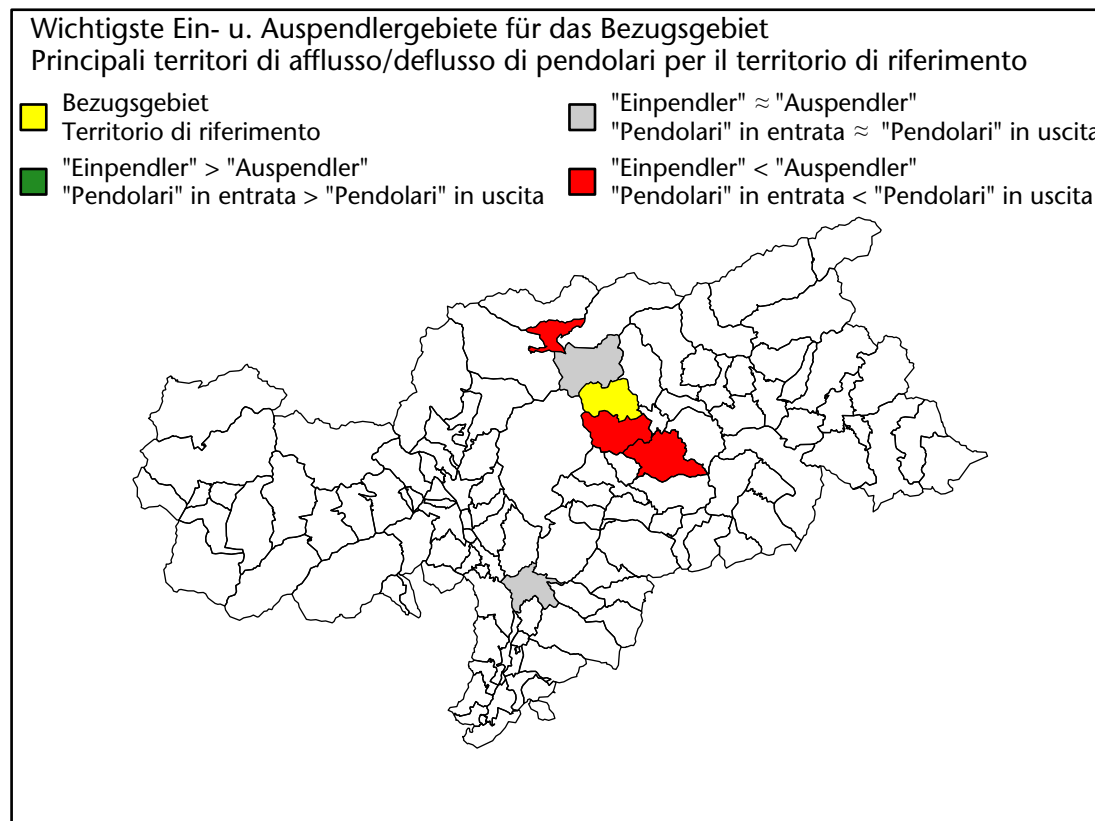 Wichtigste Ein- u. Auspendlergebiete für das Bezugsgebiet
Principali territori di afflusso/deflusso di pendolari per il territorio di riferimento
Bezugsgebiet
Territorio di riferimento
"Einpendler" > "Auspendler"
"Pendolari" in entrata > "Pendolari" in uscita
"Einpendler" ≈ "Auspendler"
"Pendolari" in entrata ≈ "Pendolari" in uscita
"Einpendler" < "Auspendler"
"Pendolari" in entrata < "Pendolari" in uscita